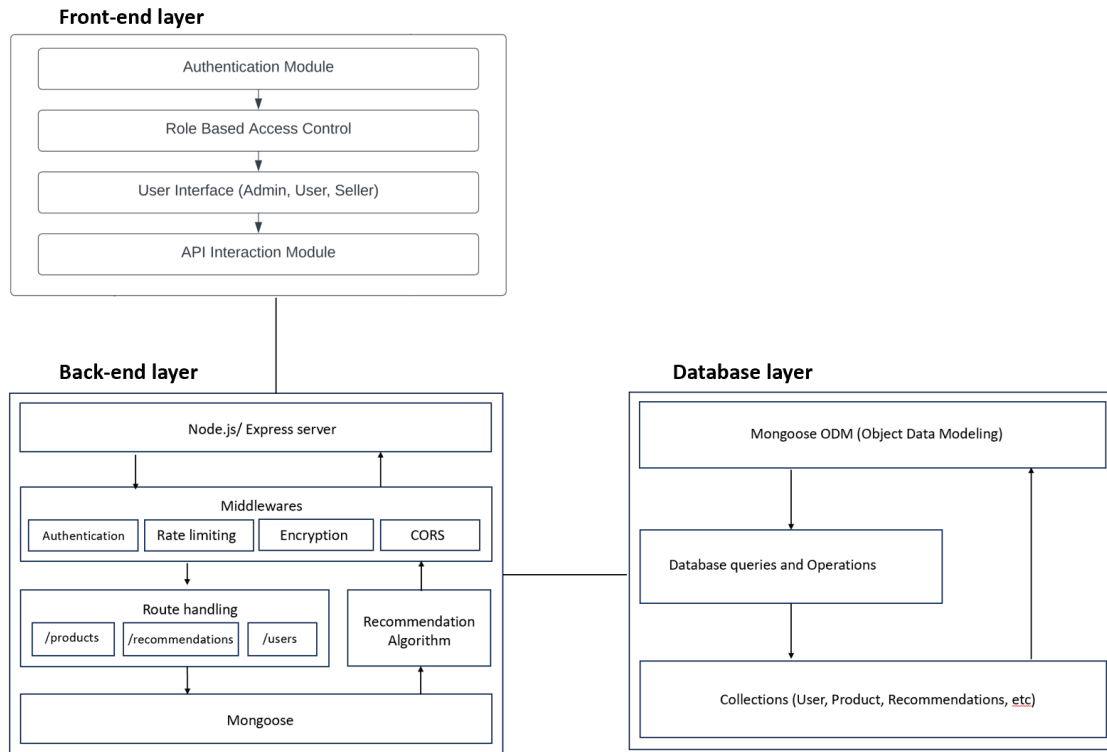 Front-end layer
Authentication Module
Role Based Access Control
User Interface (Admin, User, Seller)
API Interaction Module
Back-end layer
Node.js/ Express server
Middlewares
Authentication
Rate limiting
Encryption
CORS
Route handling
/products
/recommendations
/users
Recommendation
Algorithm
Mongoose
Database layer
Mongoose ODM (Object Data Modeling)
Database queries and Operations
Collections (User, Product, Recommendations, etc)